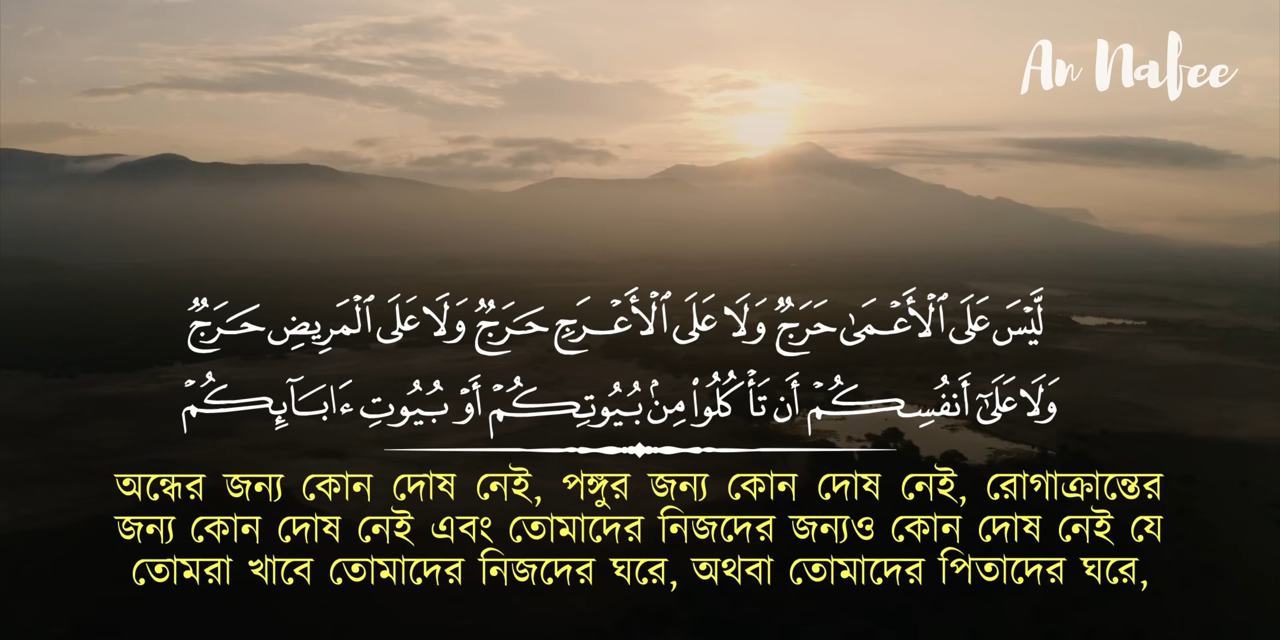 An Nafee
لَّيْسَ عَلَى ٱلْأَعْمَىٰ حَرَجٌ وَلَا عَلَى ٱلْأَعْرَجِ حَرَجٌ وَلَا عَلَى ٱلْمَرِيضِ حَرَجٌ
وَلَا عَلَىٰٓ أَنفُسِكُمْ أَن تَأْكُلُوا۟ مِنۢ بُيُوتِكُمْ أَوْ بُيُوتِ ءَابَآئِكُمْ
অন্ধের জন্য কোন দোষ নেই, পঙ্গুর জন্য কোন দোষ নেই, রোগাক্রান্তের
জন্য কোন দোষ নেই এবং তোমাদের নিজদের জন্যও কোন দোষ নেই যে
তোমরা খাবে তোমাদের নিজদের ঘরে, অথবা তোমাদের পিতাদের ঘরে,